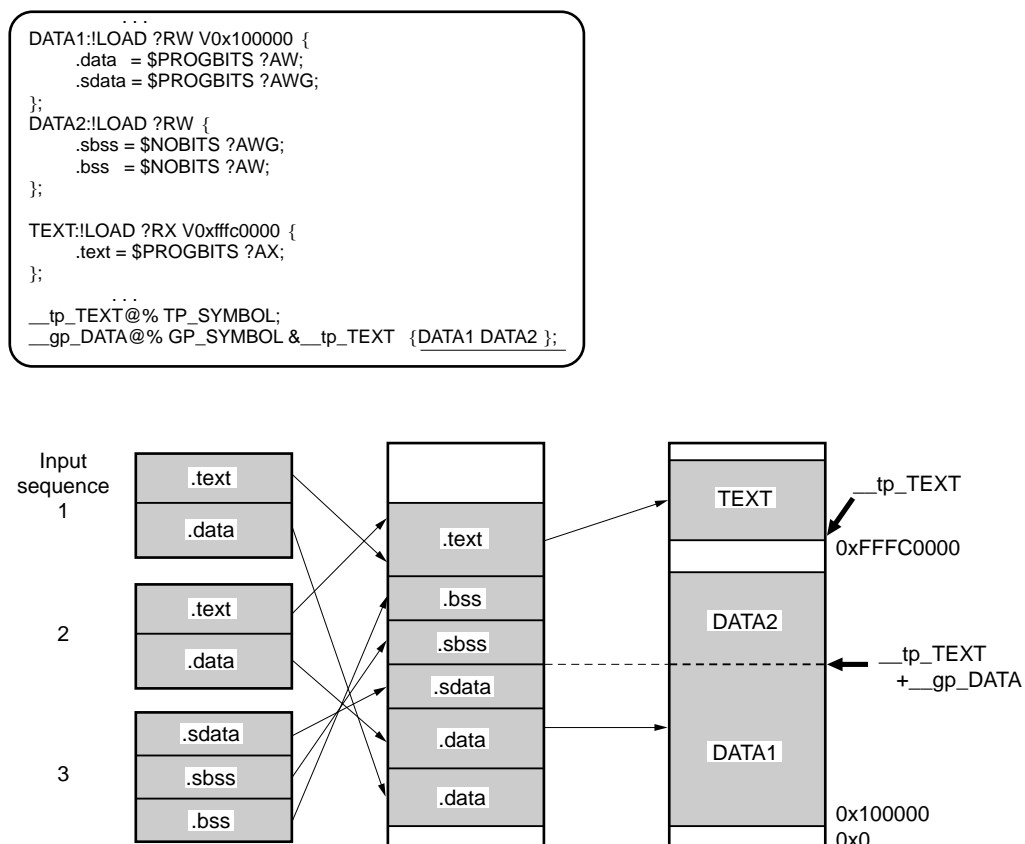 . . .
DATA1:!LOAD ?RW V0x100000 {
.data = $PROGBITS ?AW;
.sdata = $PROGBITS ?AWG;
};
DATA2:!LOAD ?RW {
.sbss = $NOBITS ?AWG;
.bss = $NOBITS ?AW;
};
TEXT:!LOAD ?RX V0xfffc0000 {
.text = $PROGBITS ?AX;
};
. . .
__tp_TEXT@% TP_SYMBOL;
__gp_DATA@% GP_SYMBOL &__tp_TEXT {DATA1 DATA2 };
Input
sequence
1
.text
.data
2
.text
.data
3
.sdata
.sbss
.bss
.text
.bss
.sbss
.sdata
.data
.data
TEXT
DATA2
DATA1
__tp_TEXT
0xFFFC0000
__tp_TEXT
+__gp_DATA
0x100000
0x0